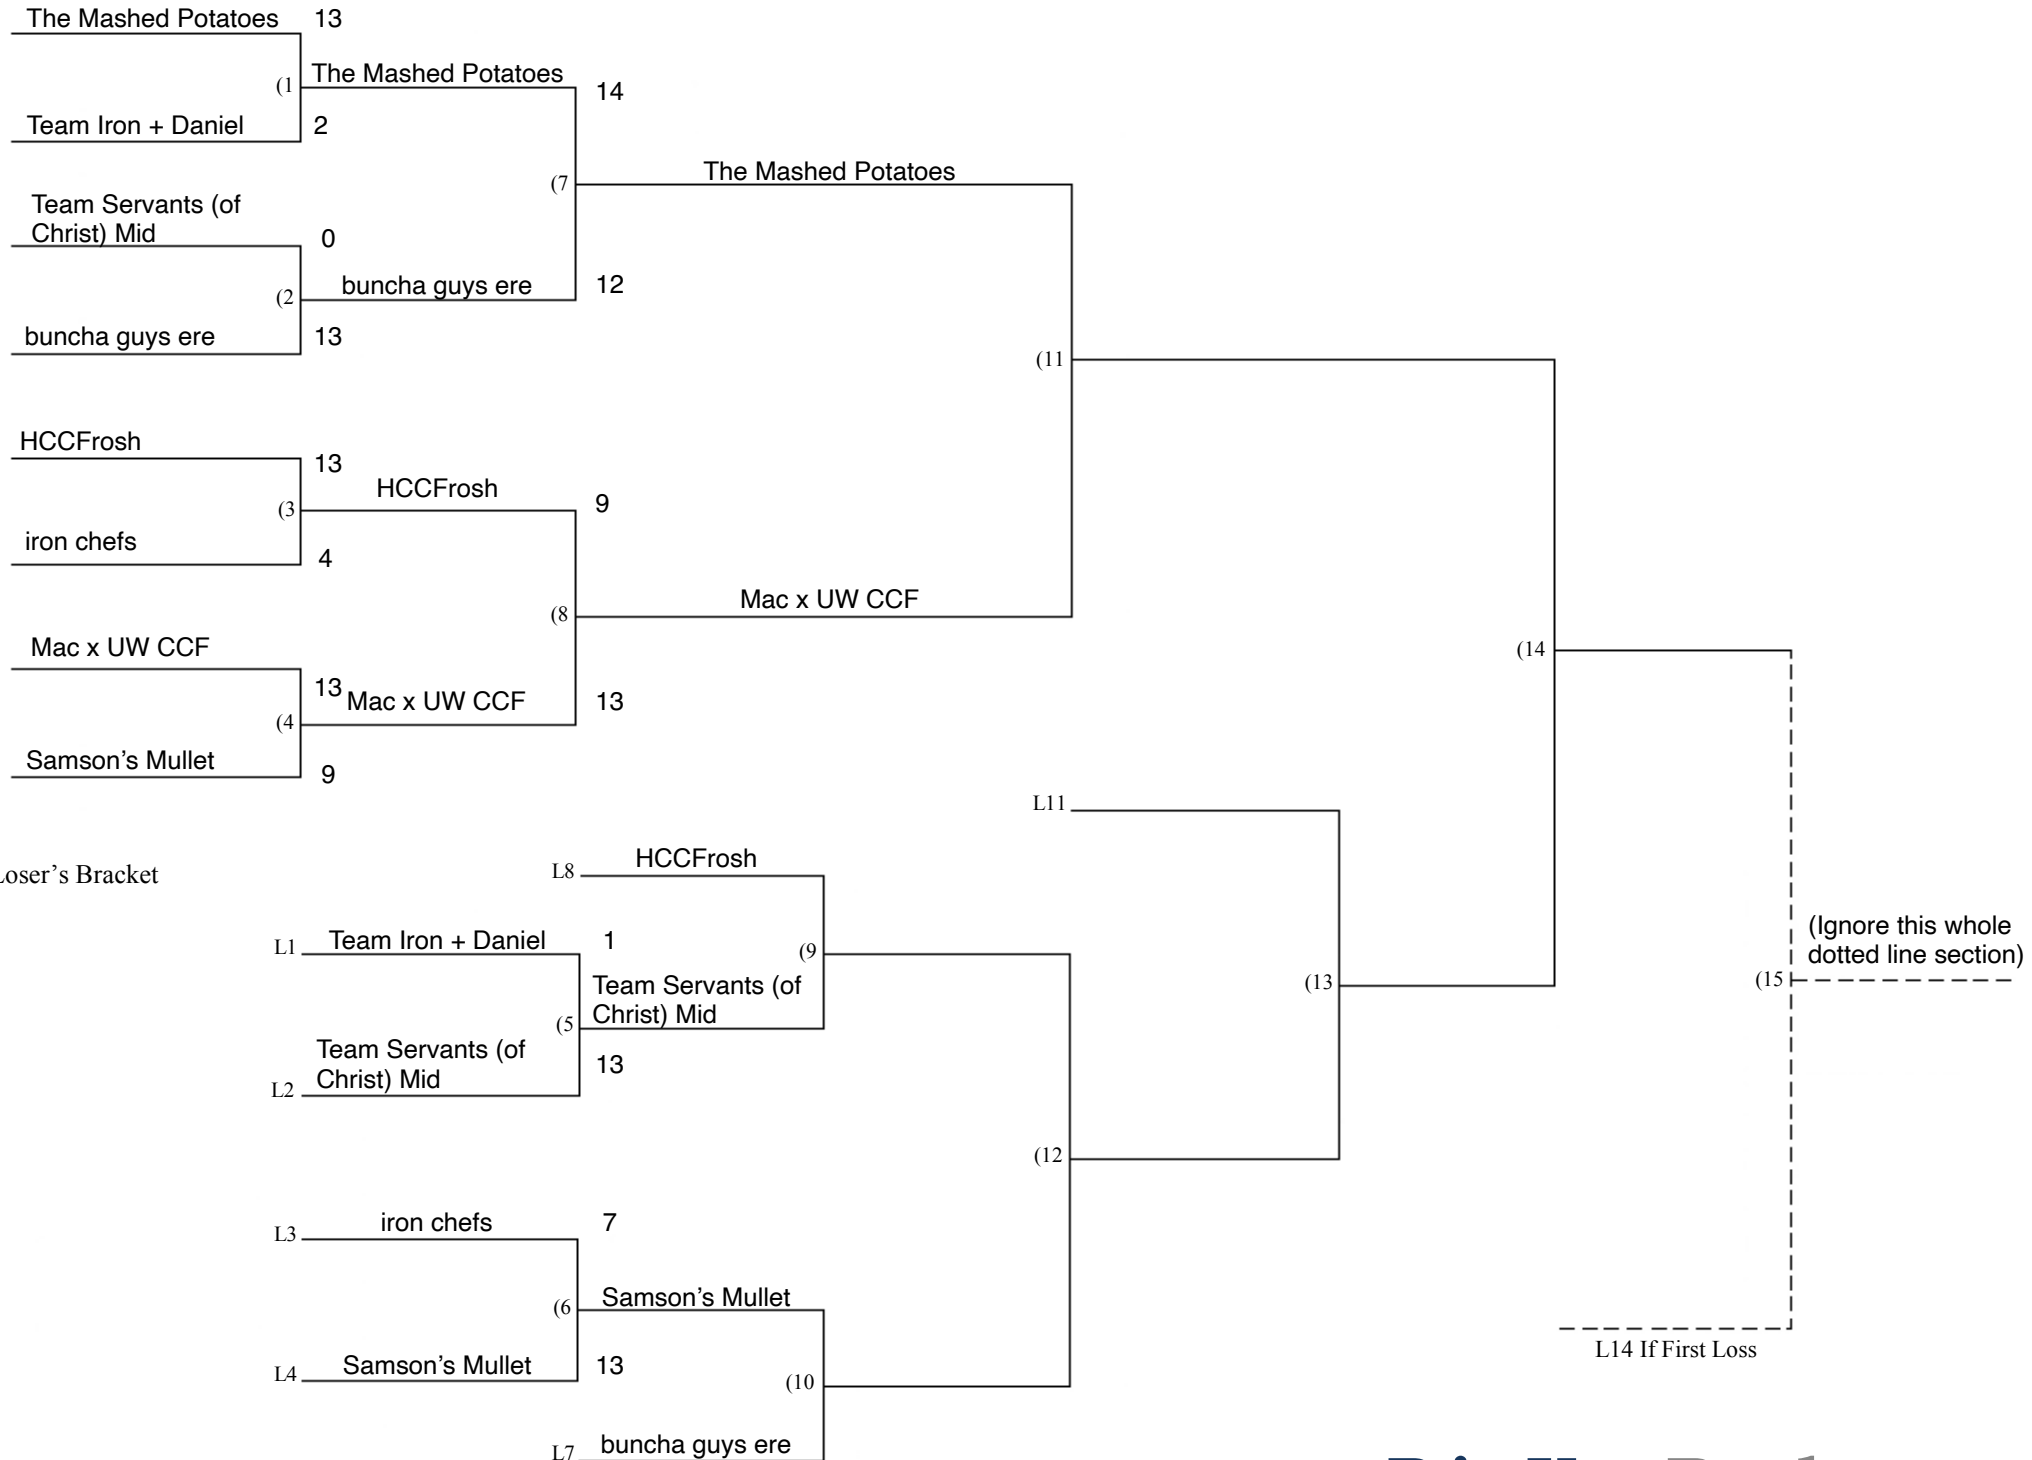 The Mashed Potatoes 13
(1 The Mashed Potatoes 14
Team Iron + Daniel 2
(7 The Mashed Potatoes
Team Servants (of
Christ) Mid 0
(2 buncha guys ere 12
buncha guys ere 13
(11
HCCFrosh 13
HCCFrosh 9
(3
iron chefs 4
(8 Mac x UW CCF
Mac x UW CCF
13 Mac x UW CCF 13
(4
(14
Samson's Mullet 9
L11
Loser's Bracket
L8 HCCFrosh
L1 Team Iron + Daniel 1
(9
Team Servants (of
Christ) Mid
(5
(13
(Ignore this whole
dotted line section)
(15
Team Servants (of
Christ) Mid 13
L2
(12
L3 iron chefs 7
(6 Samson's Mullet
L4 Samson's Mullet 13
(10
L14 If First Loss
L7 buncha guys ere